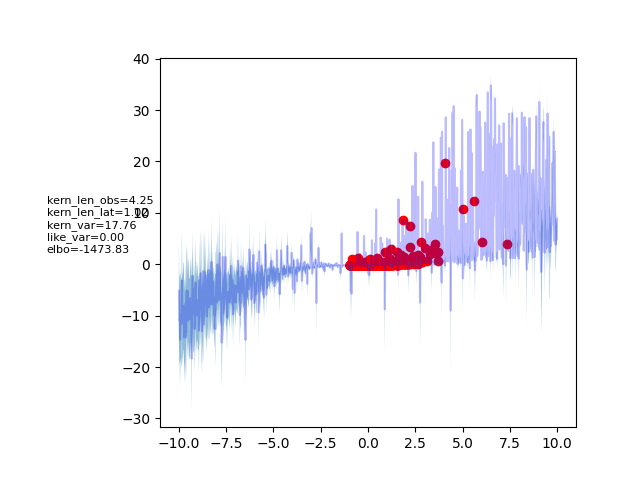 40
30
20
10
0
−10
−20
−30
kern_len_obs=4.25
kern_len_lat=1.12
kern_var=17.76
like_var=0.00
elbo=-1473.83
−10.0 −7.5 −5.0 −2.5 0.0 2.5 5.0 7.5 10.0